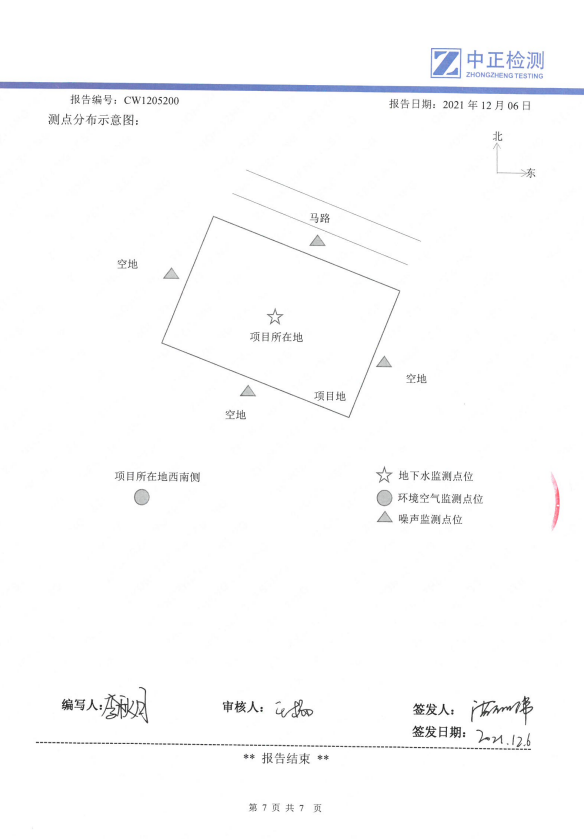 中正检测
ZHONGZHENG TESTING
报告编号：CW1205200
报告日期：2021 年 12 月 06 日
测点分布示意图：
北
东
马路
空地
项目所在地
空地
项目地
空地
项目所在地西南侧
地下水监测点位
环境空气监测点位
噪声监测点位
编写人：
审核人：
签发人：
签发日期：2021.12.6
** 报告结束 **
第 7 页 共 7 页